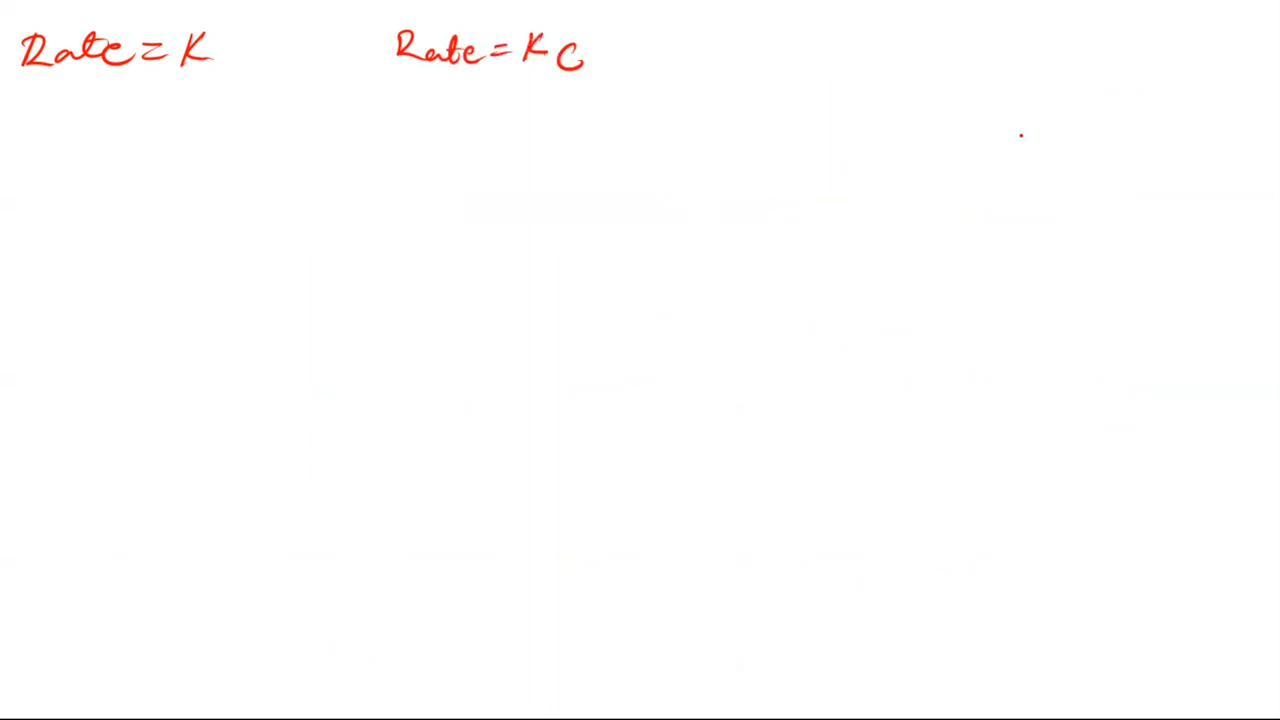 Rate = K
Rate = K C